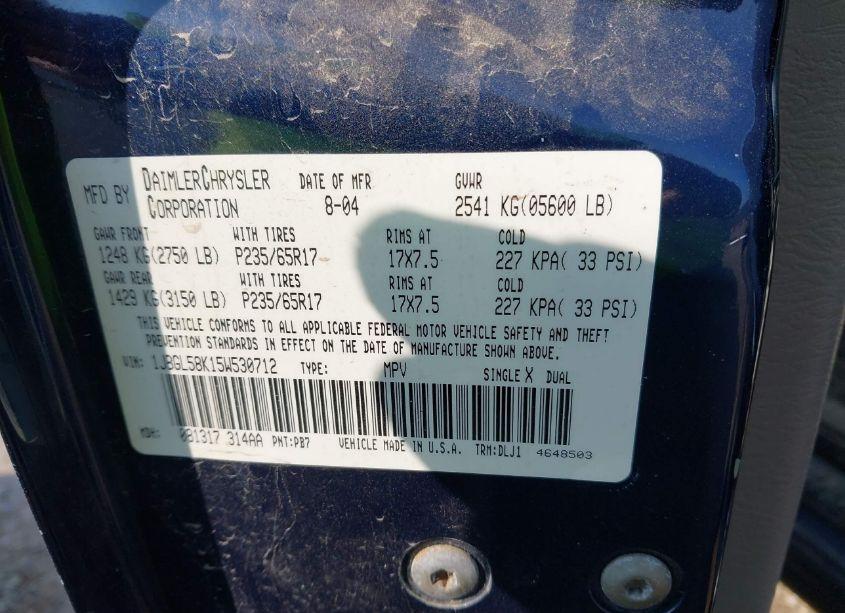 MFD BY DAIMLERCHRYSLER CORPORATION DATE OF MFR 8-04 GVWR 2541 KG(05600 LB)
GAWR FRONT WITH TIRES RIMS AT COLD
1248 KG(2750 LB) P235/65R17 17X7.5 227 KPA( 33 PSI)
GAWR REAR WITH TIRES RIMS AT COLD
1429 KG(3150 LB) P235/65R17 17X7.5 227 KPA( 33 PSI)
THIS VEHICLE CONFORMS TO ALL APPLICABLE FEDERAL MOTOR VEHICLE SAFETY AND THEFT
PREVENTION STANDARDS IN EFFECT ON THE DATE OF MANUFACTURE SHOWN ABOVE.
VIN: 1J8GL58K15W530712 TYPE: MPV SINGLE X DUAL
MDH: 081317 314AA PNT:PB7 VEHICLE MADE IN U.S.A. TRM:DLJ1 4648503